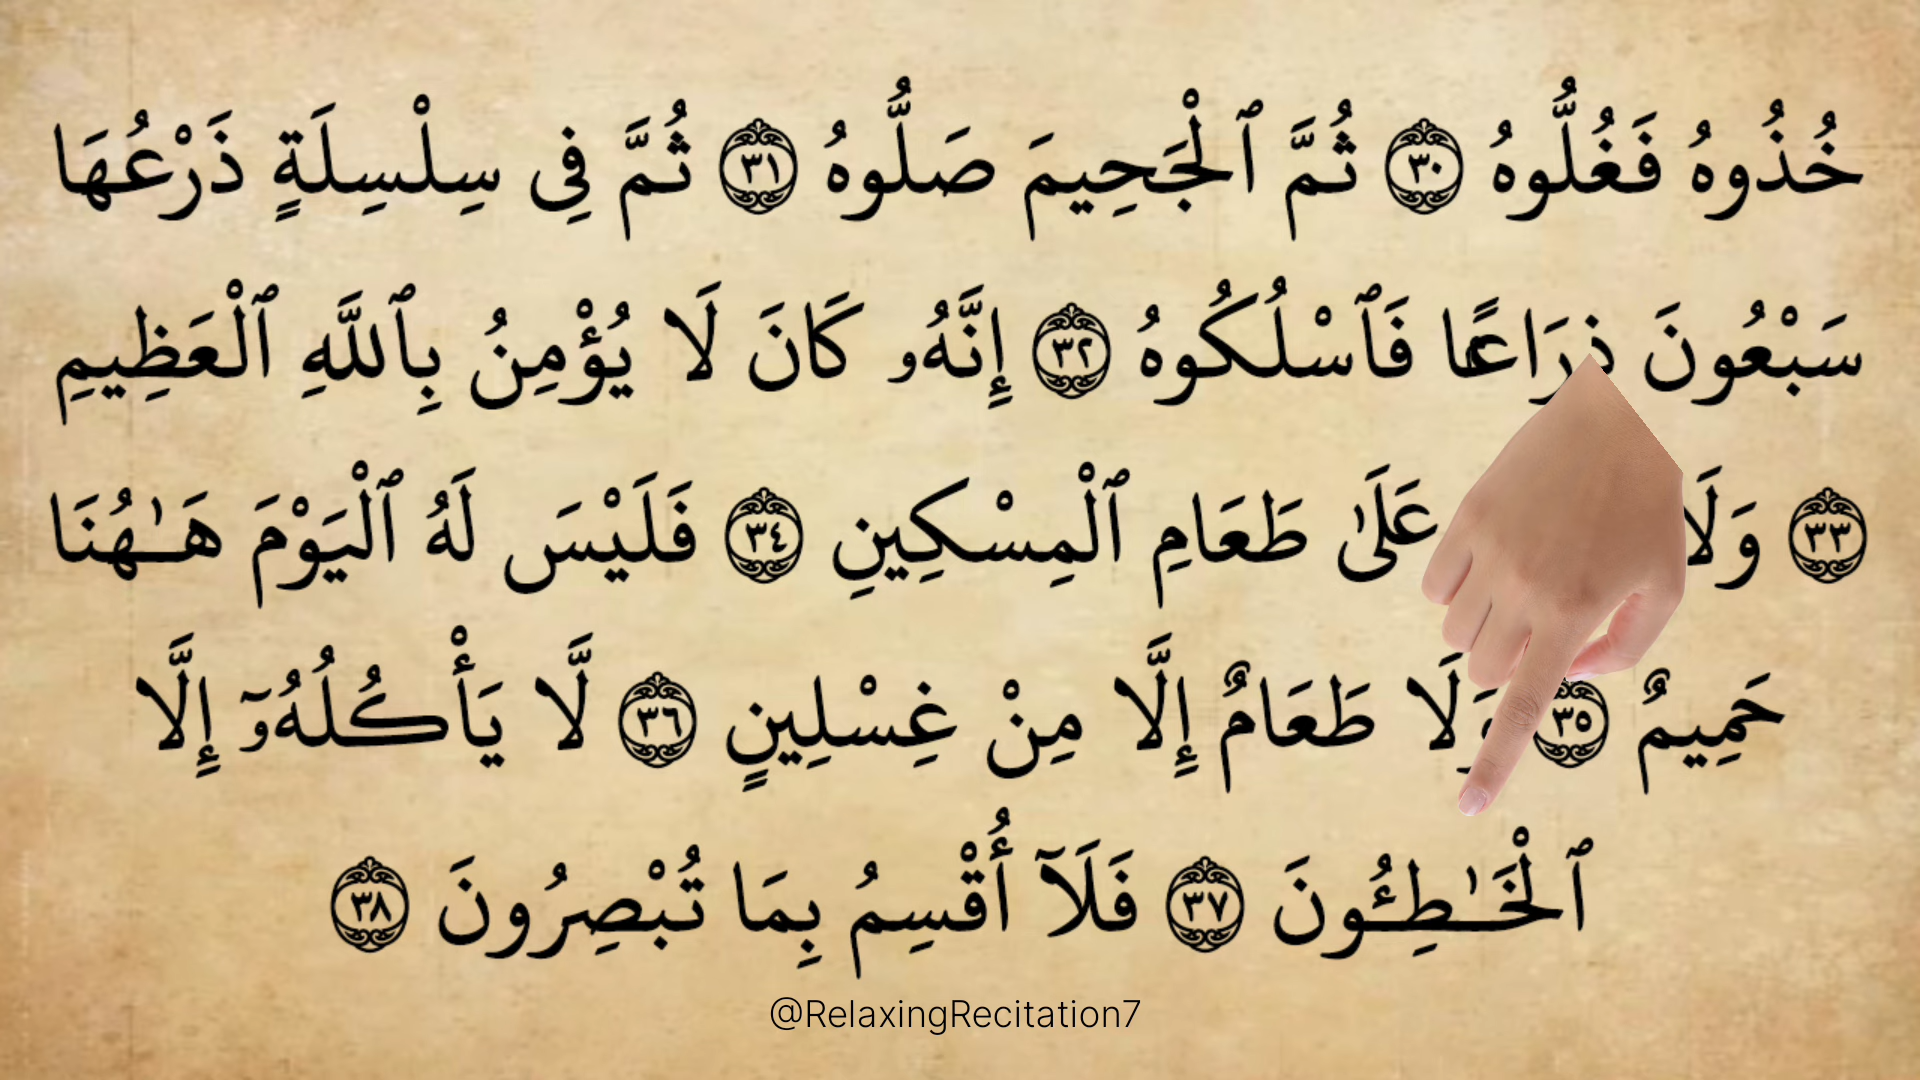 خُذُوهُ فَغُلُّوهُ ٣٠ ثُمَّ ٱلْجَحِيمَ صَلُّوهُ ٣١ ثُمَّ فِى سِلْسِلَةٍ ذَرْعُهَا
سَبْعُونَ ذِرَاعًا فَٱسْلُكُوهُ ٣٢ إِنَّهُۥ كَانَ لَا يُؤْمِنُ بِٱللَّهِ ٱلْعَظِيمِ
٣٣ وَلَا عَلَىٰ طَعَامِ ٱلْمِسْكِينِ ٣٤ فَلَيْسَ لَهُ ٱلْيَوْمَ هَـٰهُنَا
حَمِيمٌ ٣٥ وَلَا طَعَامٌ إِلَّا مِنْ غِسْلِينٍ ٣٦ لَّا يَأْكُلُهُۥٓ إِلَّا
ٱلْخَـٰطِـُٔونَ ٣٧ فَلَآ أُقْسِمُ بِمَا تُبْصِرُونَ ٣٨
@RelaxingRecitation7